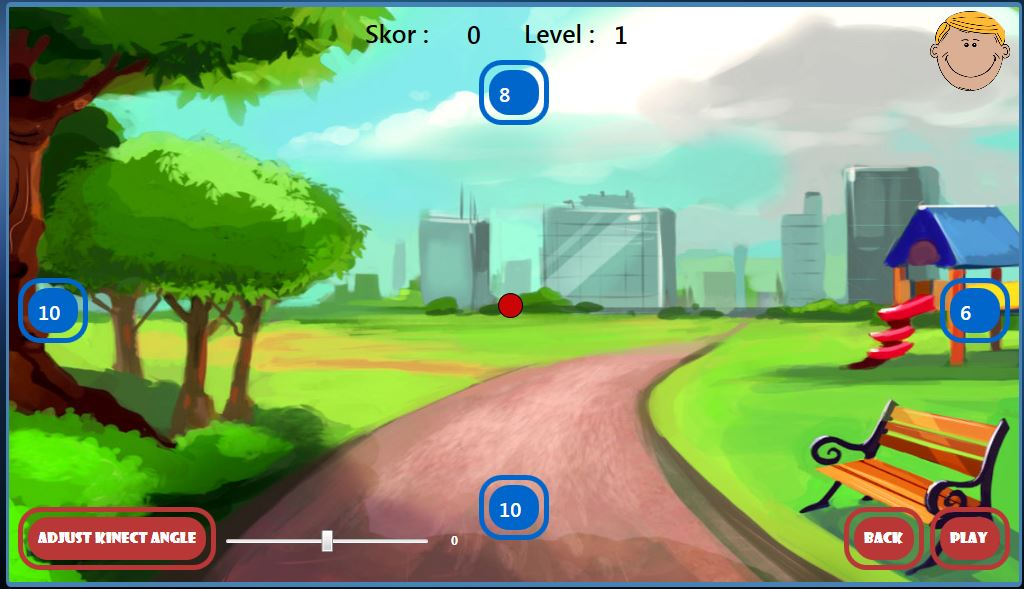 Skor : 0 Level : 1
8
10
6
10
ADJUST KINECT ANGLE
0
BACK
PLAY